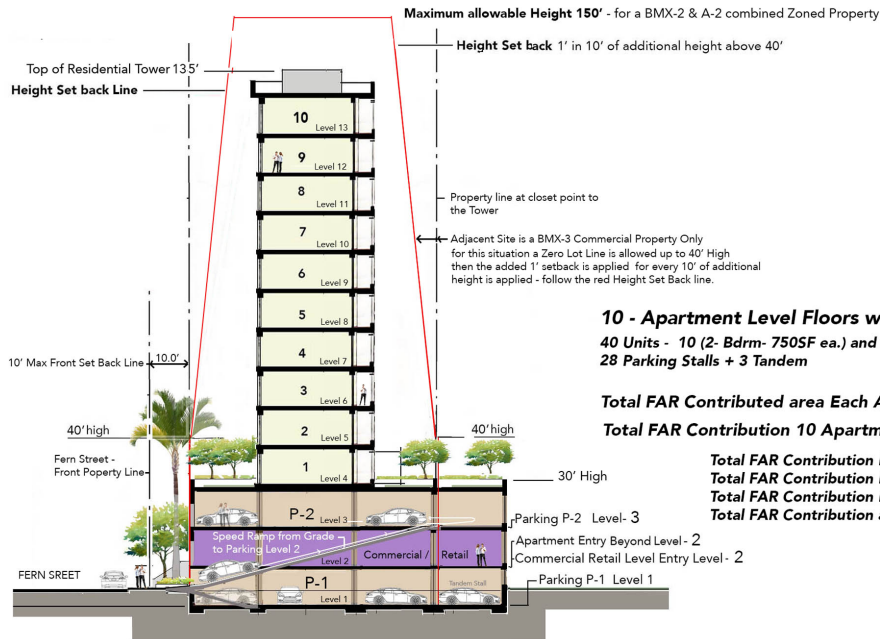 Maximum allowable Height 150' - for a BMX-2 & A-2 combined Zoned Property
Height Set back 1' in 10' of additional height above 40'
Top of Residential Tower 135'
Height Set back Line
10
Level 13
9
Level 12
8
Level 11
7
Level 10
6
Level 9
5
Level 8
4
Level 7
3
Level 6
2
Level 5
1
Level 4
Property line at closet point to
the Tower
Adjacent Site is a BMX-3 Commercial Property Only
for this situation a Zero Lot Line is allowed up to 40' High
then the added 1' setback is applied for every 10' of additional
height is applied - follow the red Height Set Back line.
10 - Apartment Level Floors w
40 Units - 10 (2- Bdrm- 750SF ea.) and
28 Parking Stalls + 3 Tandem
Total FAR Contributed area Each A
Total FAR Contribution 10 Apartm
Total FAR Contribution
Total FAR Contribution
Total FAR Contribution
Total FAR Contribution
10' Max Front Set Back Line
10.0'
40' high
40' high
Fern Street -
Front Poperty Line
30' High
P-2
Level 3
Parking P-2 Level- 3
Speed Ramp from Grade
to Parking Level 2
Level 2
Commercial / Retail
Apartment Entry Beyond Level - 2
Commercial Retail Level Entry Level - 2
FERN SREET
P-1
Level 1
Tandem Stall
Parking P-1 Level 1